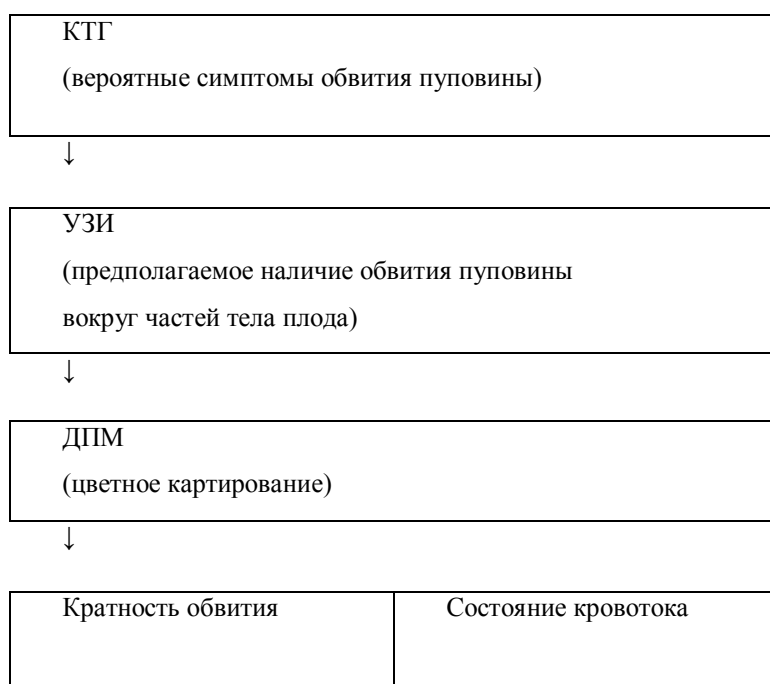 КТГ
(вероятные симптомы обвития пуповины)
↓
УЗИ
(предполагаемое наличие обвития пуповины
вокруг частей тела плода)
↓
ДПМ
(цветное картирование)
↓
Кратность обвития
Состояние кровотока